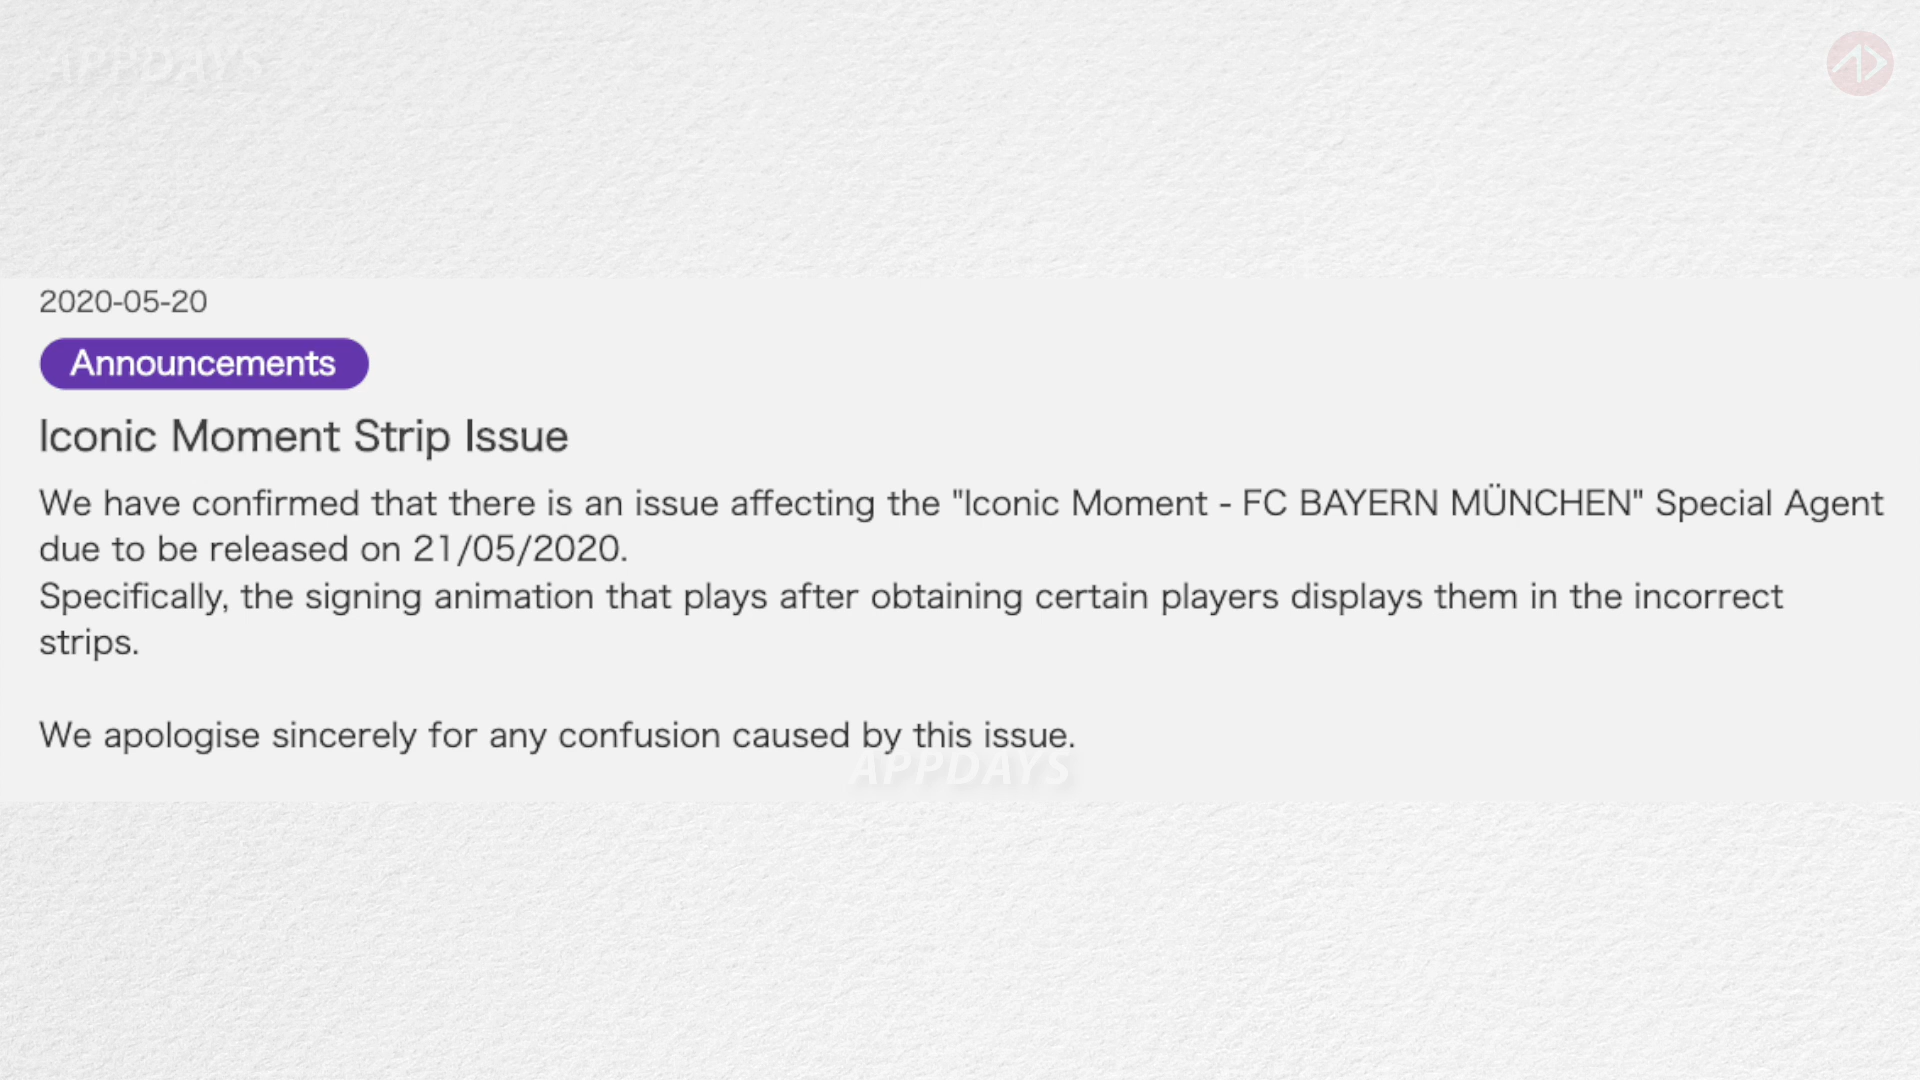 APPDAYS
2020-05-20
Announcements
Iconic Moment Strip Issue
We have confirmed that there is an issue affecting the "Iconic Moment - FC BAYERN MÜNCHEN" Special Agent
due to be released on 21/05/2020.
Specifically, the signing animation that plays after obtaining certain players displays them in the incorrect
strips.
We apologise sincerely for any confusion caused by this issue.
APPDAYS